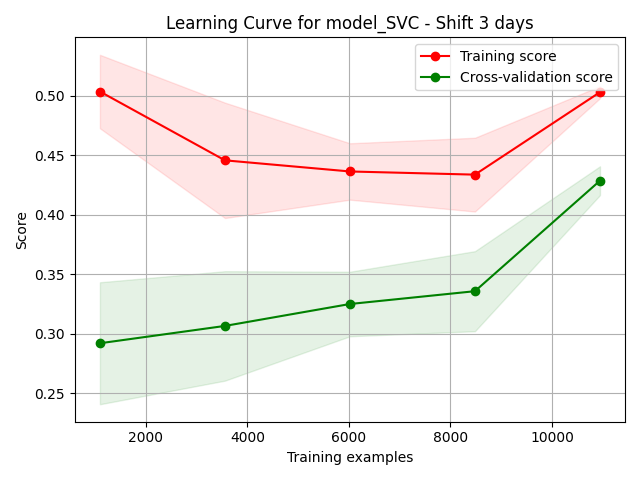 Learning Curve for model_SVC - Shift 3 days
Training score
Cross-validation score
Score
0.50
0.45
0.40
0.35
0.30
0.25
2000
4000
6000
8000
10000
Training examples